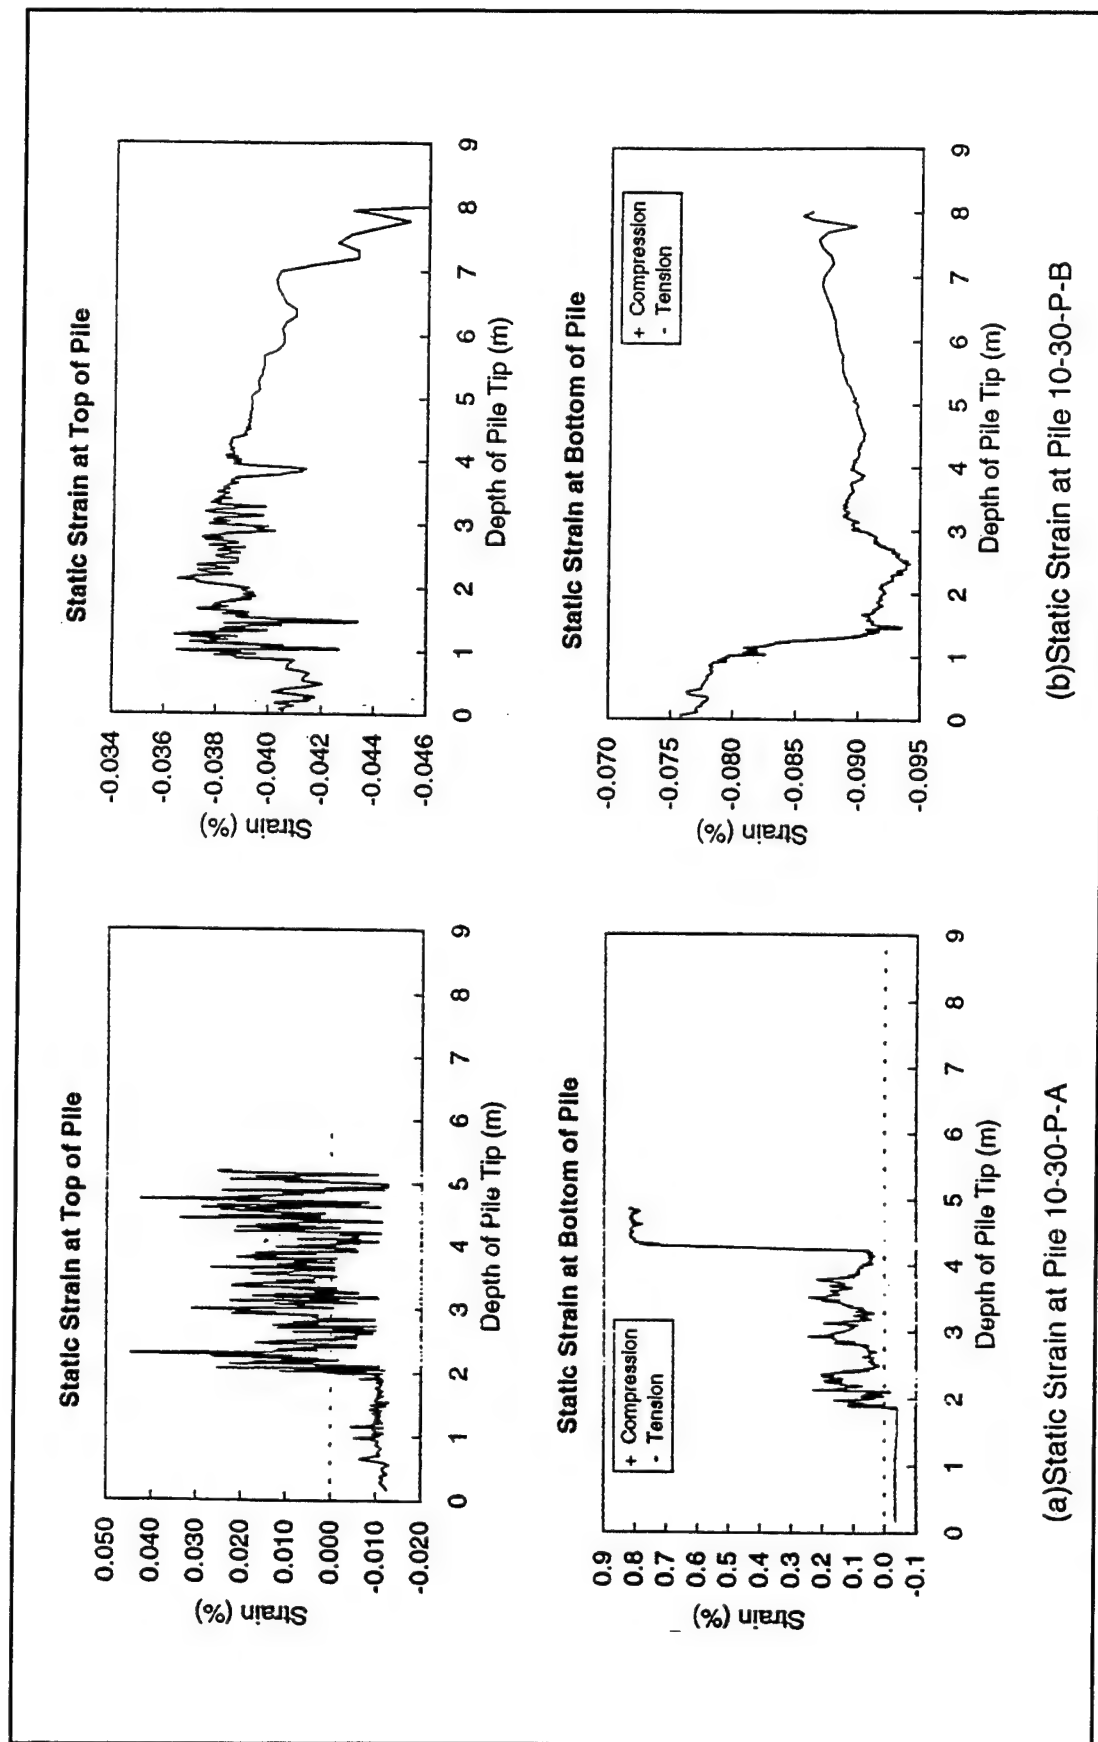 Static Strain at Top of Pile
0.050
0.040
0.030
0.020
0.010
0.000
-0.010
-0.020
Strain (%)
0 1 2 3 4 5 6 7 8 9
Depth of Pile Tip (m)
Static Strain at Bottom of Pile
+ Compression
- Tension
0.9
0.8
0.7
0.6
0.5
0.4
0.3
0.2
0.1
0.0
-0.1
Strain (%)
0 1 2 3 4 5 6 7 8 9
Depth of Pile Tip (m)
(a)Static Strain at Pile 10-30-P-A
Static Strain at Top of Pile
-0.034
-0.036
-0.038
-0.040
-0.042
-0.044
-0.046
Strain (%)
0 1 2 3 4 5 6 7 8 9
Depth of Pile Tip (m)
Static Strain at Bottom of Pile
+ Compression
- Tension
-0.070
-0.075
-0.080
-0.085
-0.090
-0.095
Strain (%)
0 1 2 3 4 5 6 7 8 9
Depth of Pile Tip (m)
(b)Static Strain at Pile 10-30-P-B